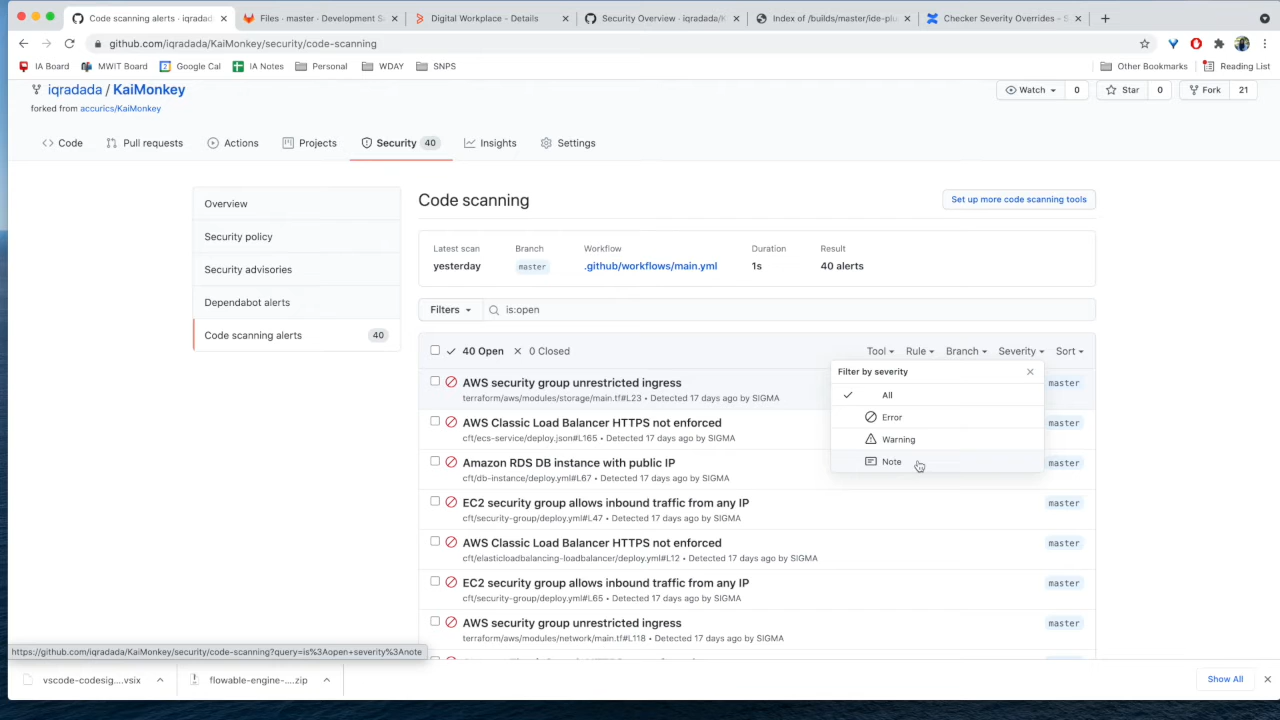 Code scanning alerts · iqradad
Files · master · Development S
Digital Workplace - Details
Security Overview · iqradada/K
Index of /builds/master/ide-plu
Checker Severity Overrides - S
github.com/iqradada/KaiMonkey/security/code-scanning
IA Board
MWIT Board
Google Cal
IA Notes
Personal
WDAY
SNPS
Other Bookmarks
Reading List
iqradada / KaiMonkey
forked from accurics/KaiMonkey
Watch 0
Star 0
Fork 21
Code
Pull requests
Actions
Projects
Security 40
Insights
Settings
Overview
Security policy
Security advisories
Dependabot alerts
Code scanning alerts 40
Code scanning
Set up more code scanning tools
Latest scan Branch Workflow Duration Result
yesterday master .github/workflows/main.yml 1s 40 alerts
Filters is:open
40 Open 0 Closed Tool Rule Branch Severity Sort
Filter by severity
All
Error
Warning
Note
AWS security group unrestricted ingress master
terraform/aws/modules/storage/main.tf#L23 • Detected 17 days ago by SIGMA
AWS Classic Load Balancer HTTPS not enforced master
cft/ecs-service/deploy.json#L165 • Detected 17 days ago by SIGMA
Amazon RDS DB instance with public IP master
cft/db-instance/deploy.yml#L67 • Detected 17 days ago by SIGMA
EC2 security group allows inbound traffic from any IP master
cft/security-group/deploy.yml#L47 • Detected 17 days ago by SIGMA
AWS Classic Load Balancer HTTPS not enforced master
cft/elasticloadbalancing-loadbalancer/deploy.yml#L12 • Detected 17 days ago by SIGMA
EC2 security group allows inbound traffic from any IP master
cft/security-group/deploy.yml#L65 • Detected 17 days ago by SIGMA
AWS security group unrestricted ingress master
terraform/aws/modules/network/main.tf#L118 • Detected 17 days ago by SIGMA
https://github.com/iqradada/KaiMonkey/security/code-scanning?query=is%3Aopen+severity%3Anote
vscode-codesig....vsix
flowable-engine-....zip
Show All